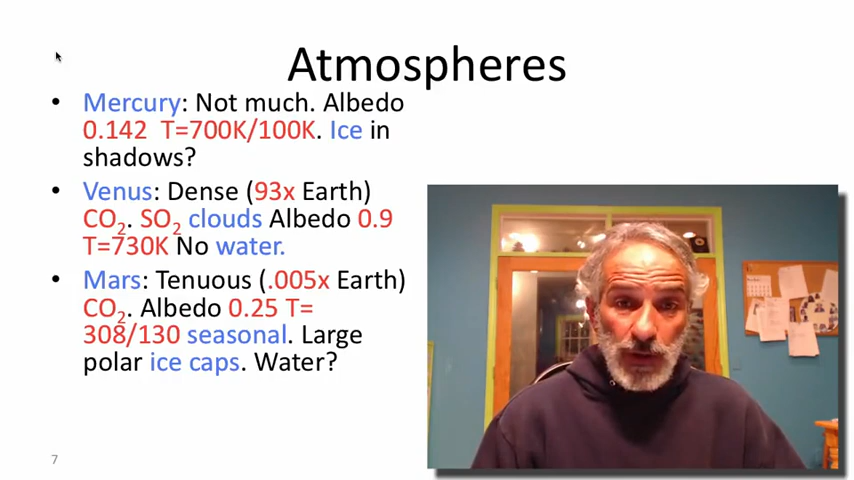 Atmospheres
• Mercury: Not much. Albedo
0.142 T=700K/100K. Ice in
shadows?
• Venus: Dense (93x Earth)
CO₂. SO₂ clouds Albedo 0.9
T=730K No water.
• Mars: Tenuous (.005x Earth)
CO₂. Albedo 0.25 T=
308/130 seasonal. Large
polar ice caps. Water?
7